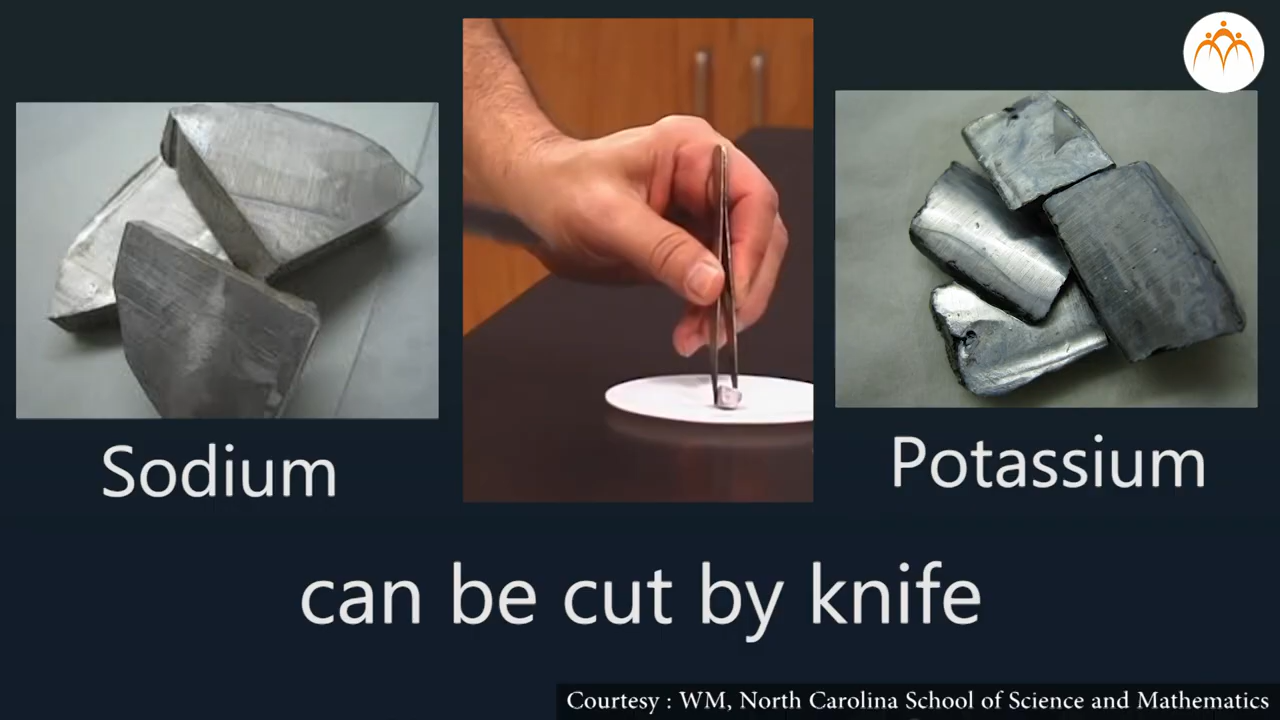 Sodium
Potassium
can be cut by knife
Courtesy : WM, North Carolina School of Science and Mathematics